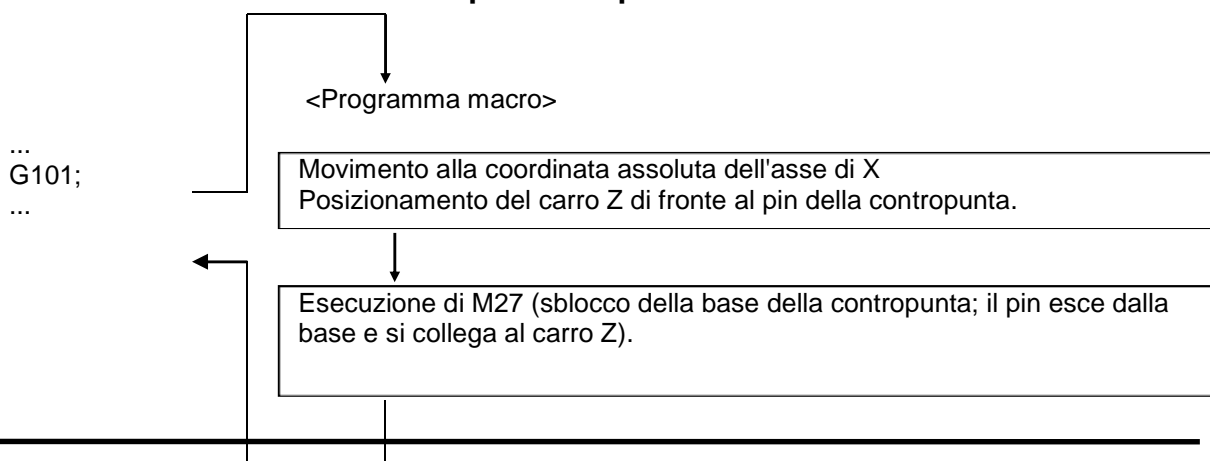 <Programma macro>
...
G101;
...
Movimento alla coordinata assoluta dell'asse di X
Posizionamento del carro Z di fronte al pin della contropunta.
Esecuzione di M27 (sblocco della base della contropunta; il pin esce dalla
base e si collega al carro Z).